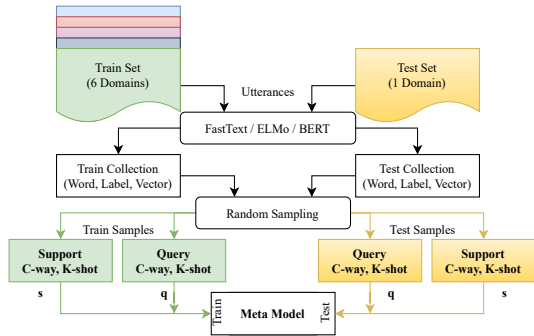 Train Set
(6 Domains)
Test Set
(1 Domain)
Utterances
FastText / ELMo / BERT
Train Collection
(Word, Label, Vector)
Test Collection
(Word, Label, Vector)
Random Sampling
Train Samples
Test Samples
Support
C-way, K-shot
Query
C-way, K-shot
Query
C-way, K-shot
Support
C-way, K-shot
s
q
q
s
Train
Meta Model
Test